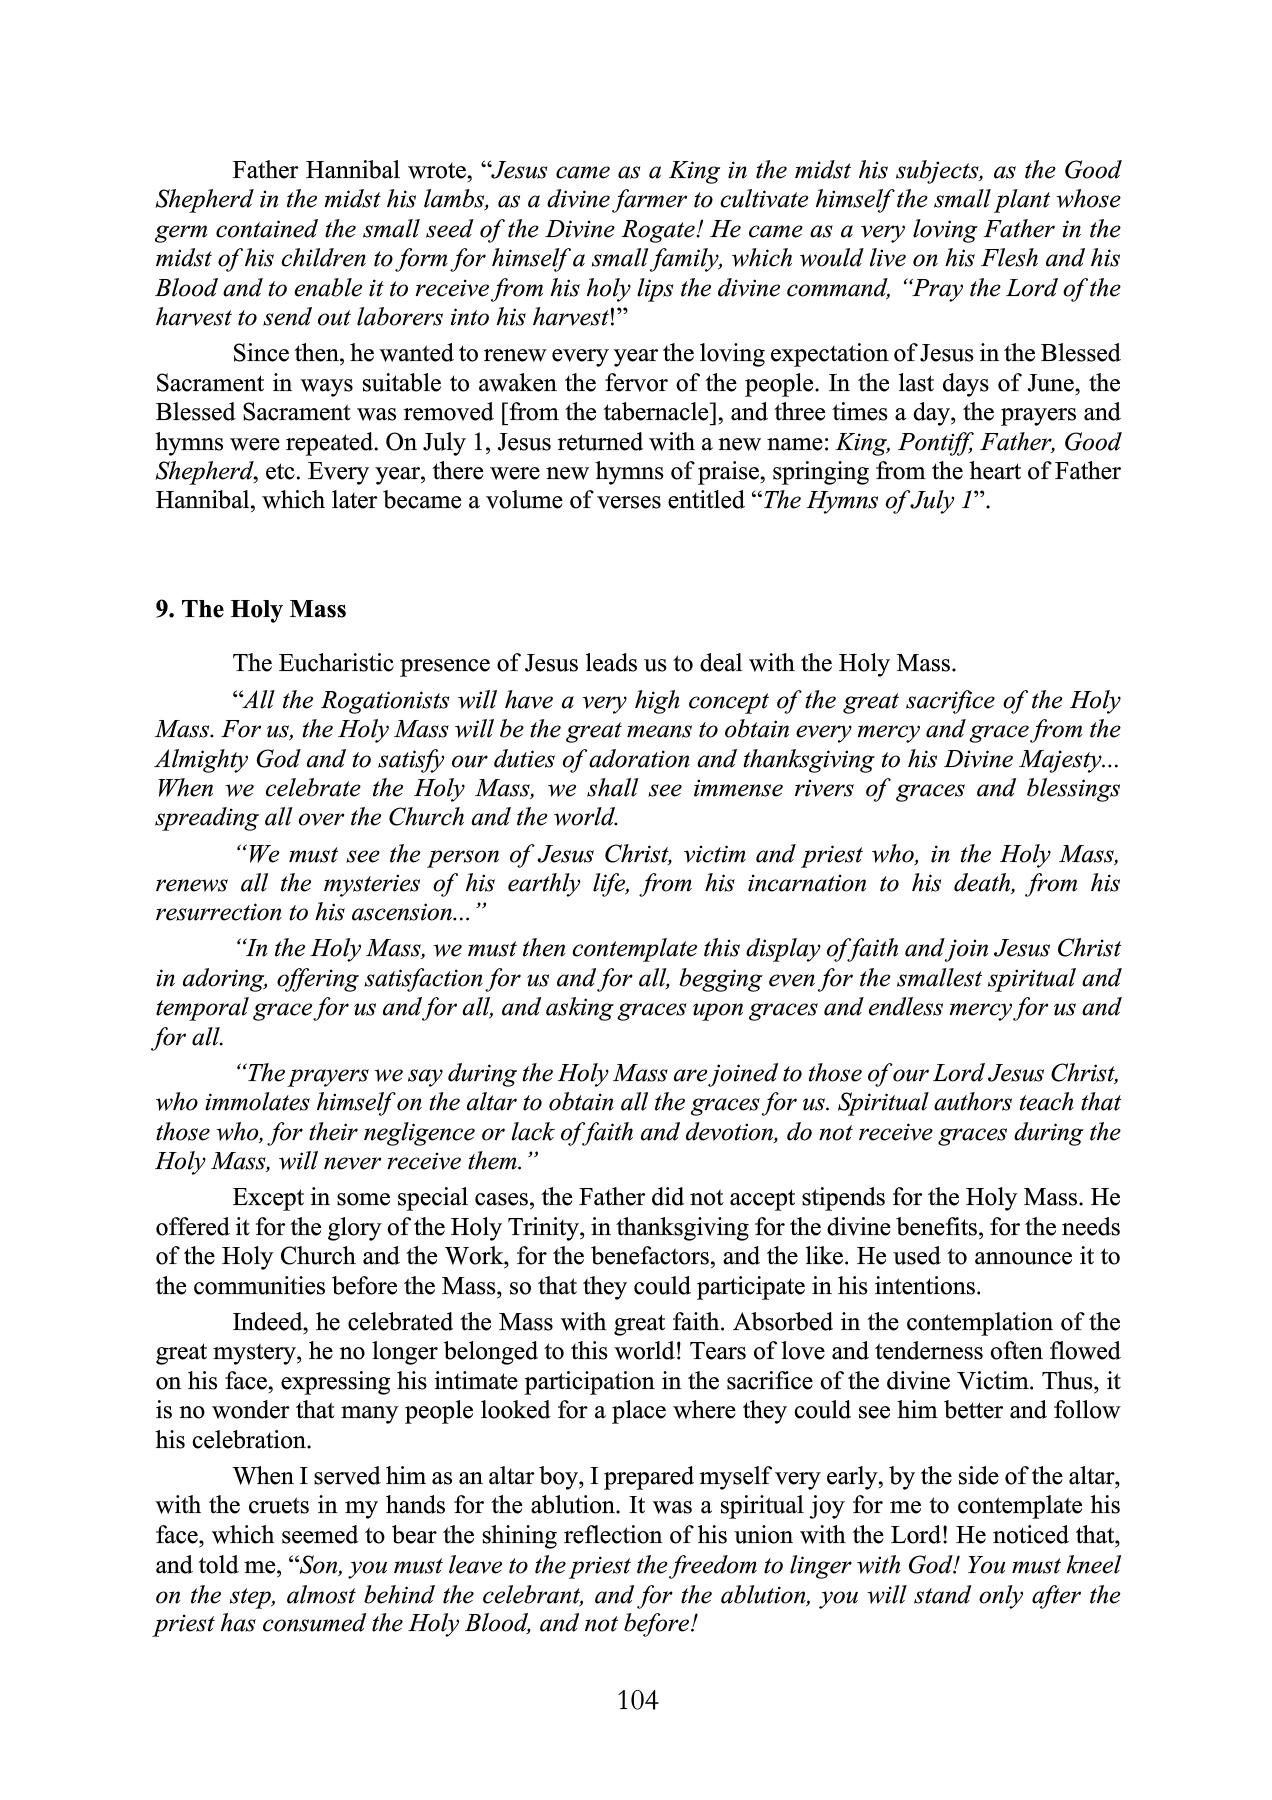 Father Hannibal wrote, “Jesus came as a King in the midst his subjects, as the Good
Shepherd in the midst his lambs, as a divine farmer to cultivate himself the small plant whose
germ contained the small seed of the Divine Rogate! He came as a very loving Father in the
midst of his children to form for himself a small family, which would live on his Flesh and his
Blood and to enable it to receive from his holy lips the divine command, “Pray the Lord of the
harvest to send out laborers into his harvest!”
Since then, he wanted to renew every year the loving expectation of Jesus in the Blessed
Sacrament in ways suitable to awaken the fervor of the people. In the last days of June, the
Blessed Sacrament was removed [from the tabernacle], and three times a day, the prayers and
hymns were repeated. On July 1, Jesus returned with a new name: King, Pontiff, Father, Good
Shepherd, etc. Every year, there were new hymns of praise, springing from the heart of Father
Hannibal, which later became a volume of verses entitled “The Hymns of July 1”.
9. The Holy Mass
The Eucharistic presence of Jesus leads us to deal with the Holy Mass.
“All the Rogationists will have a very high concept of the great sacrifice of the Holy
Mass. For us, the Holy Mass will be the great means to obtain every mercy and grace from the
Almighty God and to satisfy our duties of adoration and thanksgiving to his Divine Majesty...
When we celebrate the Holy Mass, we shall see immense rivers of graces and blessings
spreading all over the Church and the world.
“We must see the person of Jesus Christ, victim and priest who, in the Holy Mass,
renews all the mysteries of his earthly life, from his incarnation to his death, from his
resurrection to his ascension...”
“In the Holy Mass, we must then contemplate this display of faith and join Jesus Christ
in adoring, offering satisfaction for us and for all, begging even for the smallest spiritual and
temporal grace for us and for all, and asking graces upon graces and endless mercy for us and
for all.
“The prayers we say during the Holy Mass are joined to those of our Lord Jesus Christ,
who immolates himself on the altar to obtain all the graces for us. Spiritual authors teach that
those who, for their negligence or lack of faith and devotion, do not receive graces during the
Holy Mass, will never receive them.”
Except in some special cases, the Father did not accept stipends for the Holy Mass. He
offered it for the glory of the Holy Trinity, in thanksgiving for the divine benefits, for the needs
of the Holy Church and the Work, for the benefactors, and the like. He used to announce it to
the communities before the Mass, so that they could participate in his intentions.
Indeed, he celebrated the Mass with great faith. Absorbed in the contemplation of the
great mystery, he no longer belonged to this world! Tears of love and tenderness often flowed
on his face, expressing his intimate participation in the sacrifice of the divine Victim. Thus, it
is no wonder that many people looked for a place where they could see him better and follow
his celebration.
When I served him as an altar boy, I prepared myself very early, by the side of the altar,
with the cruets in my hands for the ablution. It was a spiritual joy for me to contemplate his
face, which seemed to bear the shining reflection of his union with the Lord! He noticed that,
and told me, “Son, you must leave to the priest the freedom to linger with God! You must kneel
on the step, almost behind the celebrant, and for the ablution, you will stand only after the
priest has consumed the Holy Blood, and not before!
104